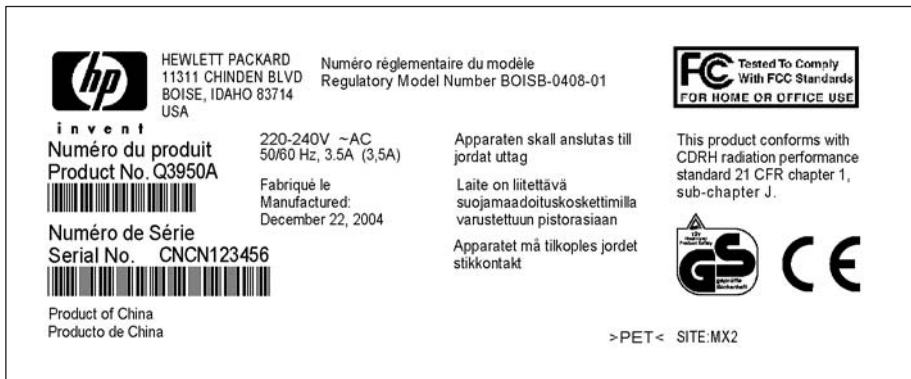 hp
invent
HEWLETT PACKARD
11311 CHINDEN BLVD
BOISE, IDAHO 83714
USA
Numéro réglementaire du modèle
Regulatory Model Number BOISB-0408-01
FC
Tested To Comply
With FCC Standards
FOR HOME OR OFFICE USE
Numéro du produit
Product No. Q3950A
Numéro de Série
Serial No. CNCN123456
Product of China
Producto de China
220-240V ~AC
50/60 Hz, 3.5A (3,5A)
Fabriqué le
Manufactured:
December 22, 2004
Apparaten skall anslutas till
jordat uttag
Laite on liitettävä
suojamaadoituskoskettimilla
varustettuun pistorasiaan
Apparatet må tilkoples jordet
stikkontakt
This product conforms with
CDRH radiation performance
standard 21 CFR chapter 1,
sub-chapter J.
TÜV
Product Safety
GS
geprüfte
Sicherheit
CE
>PET< SITE:MX2